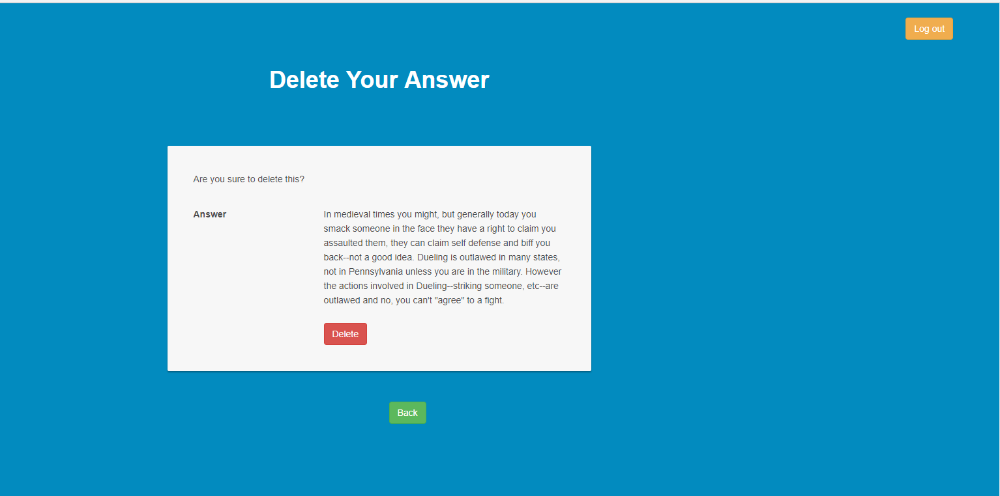 Log out
Delete Your Answer
Are you sure to delete this?
Answer
In medieval times you might, but generally today you
smack someone in the face they have a right to claim you
assaulted them, they can claim self defense and biff you
back--not a good idea. Dueling is outlawed in many states,
not in Pennsylvania unless you are in the military. However
the actions involved in Dueling--striking someone, etc--are
outlawed and no, you can't "agree" to a fight.
Delete
Back